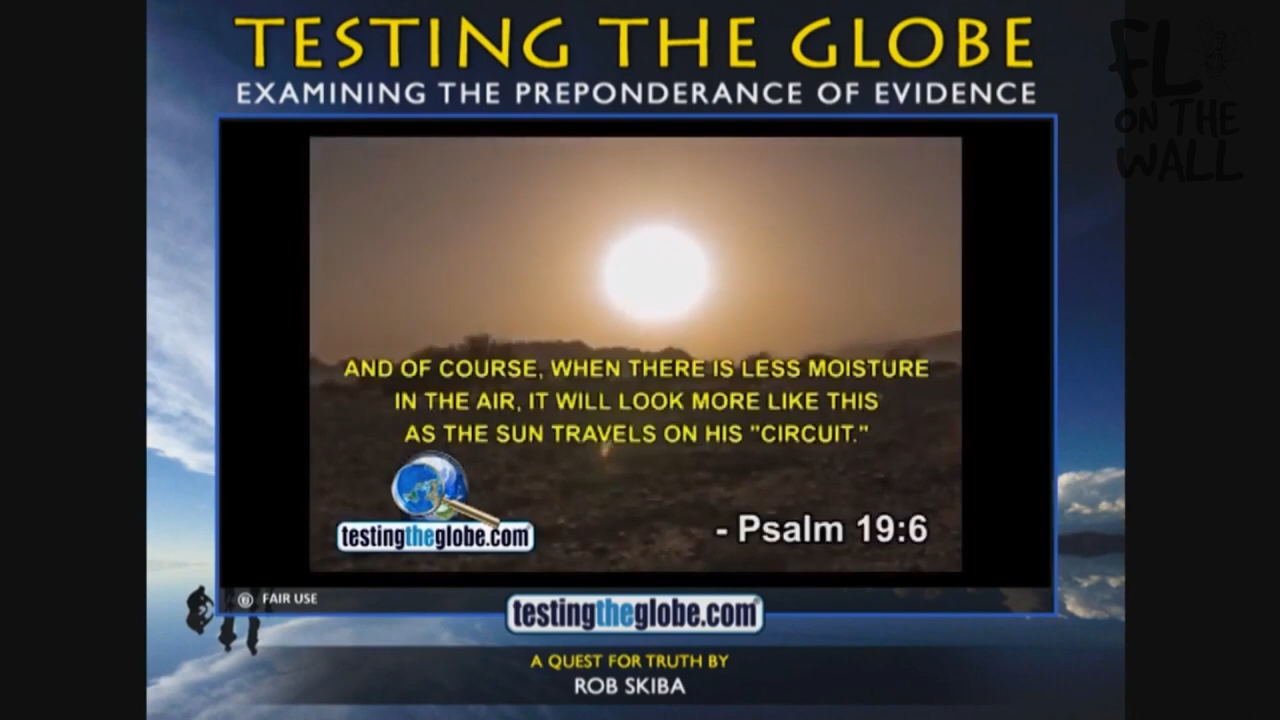 TESTING THE GLOBE
EXAMINING THE PREPONDERANCE OF EVIDENCE
FL
ON THE
WALL
AND OF COURSE, WHEN THERE IS LESS MOISTURE
IN THE AIR, IT WILL LOOK MORE LIKE THIS
AS THE SUN TRAVELS ON HIS "CIRCUIT."
testingtheglobe.com
- Psalm 19:6
FAIR USE
testingtheglobe.com
A QUEST FOR TRUTH BY
ROB SKIBA